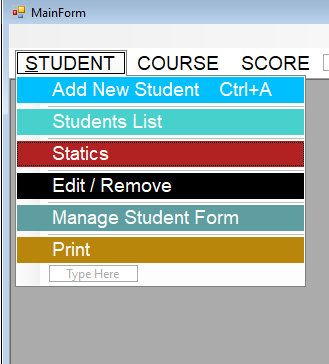 MainForm
STUDENT COURSE SCORE
Add New Student Ctrl+A
Students List
Statics
Edit / Remove
Manage Student Form
Print
Type Here